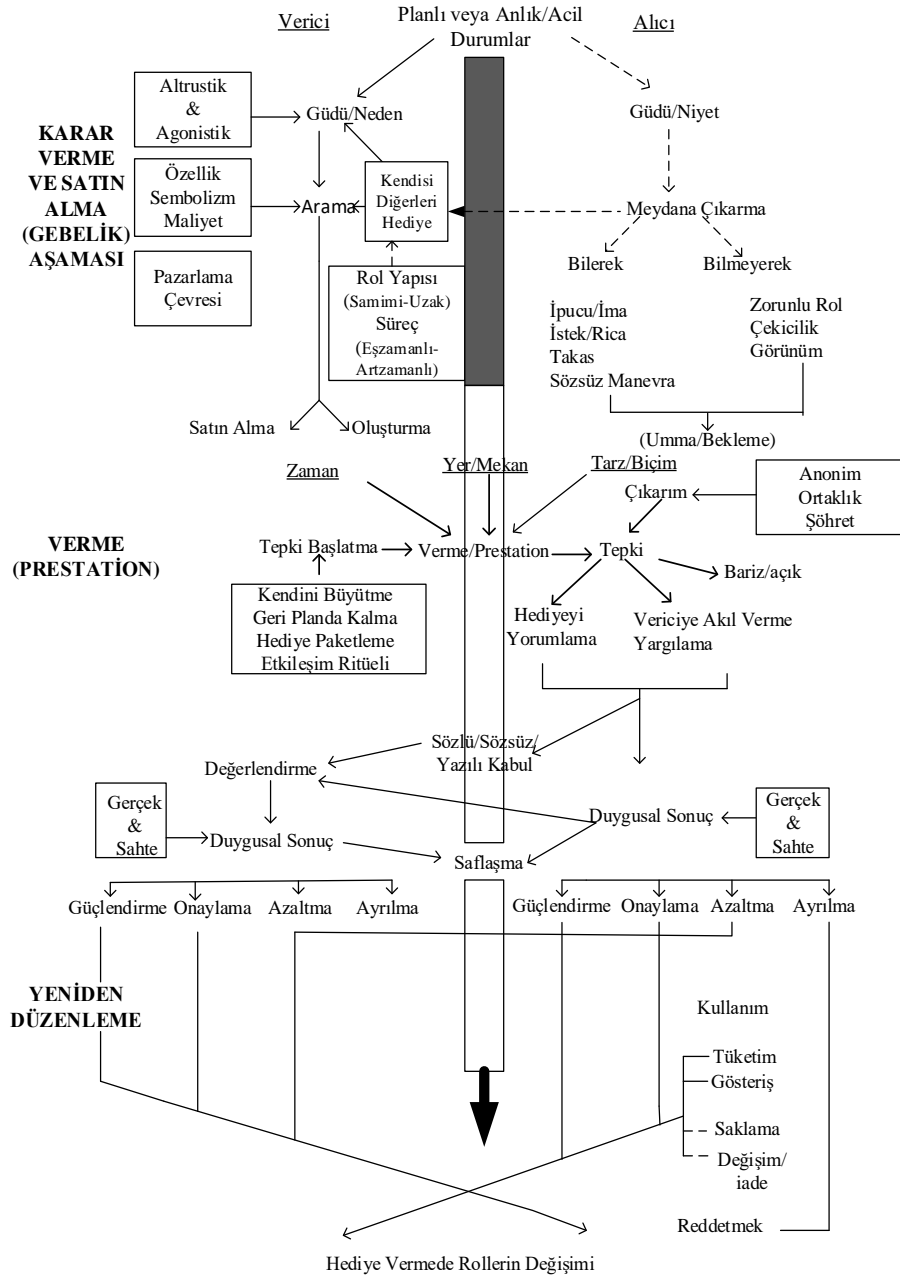 Verici
Planlı veya Anlık/Acil
Durumlar
Alıcı
Altrustik
&
Agonistik
Güdü/Neden
Güdü/Niyet
KARAR
VERME
VE SATIN
ALMA
(GEBELİK)
AŞAMASI
Özellik
Sembolizm
Maliyet
Arama
Kendisi
Diğerleri
Hediye
Meydana Çıkarma
Bilerek
Bilmeyerek
Pazarlama
Çevresi
Rol Yapısı
(Samimi-Uzak)
Süreç
(Eşzamanlı-
Artzamanlı)
İpucu/İma
İstek/Rica
Takas
Sözsüz Manevra
Zorunlu Rol
Çekicilik
Görünüm
Satın Alma
Oluşturma
(Umma/Bekleme)
Zaman
Yer/Mekan
Tarz/Biçim
Çıkarım
Anonim
Ortaklık
Şöhret
VERME
(PRESTATİON)
Tepki Başlatma
Verme/Prestation
Tepki
Bariz/açık
Kendini Büyütme
Geri Planda Kalma
Hediye Paketleme
Etkileşim Ritüeli
Hediyeyi
Yorumlama
Vericiye Akıl Verme
Yargılama
Sözlü/Sözsüz/
Yazılı Kabul
Değerlendirme
Gerçek
&
Sahte
Duygusal Sonuç
Duygusal Sonuç
Gerçek
&
Sahte
Saflaşma
Güçlendirme
Onaylama
Azaltma
Ayrılma
Güçlendirme
Onaylama
Azaltma
Ayrılma
YENİDEN
DÜZENLEME
Kullanım
Tüketim
Gösteriş
Saklama
Değişim/
iade
Reddetmek
Hediye Vermede Rollerin Değişimi